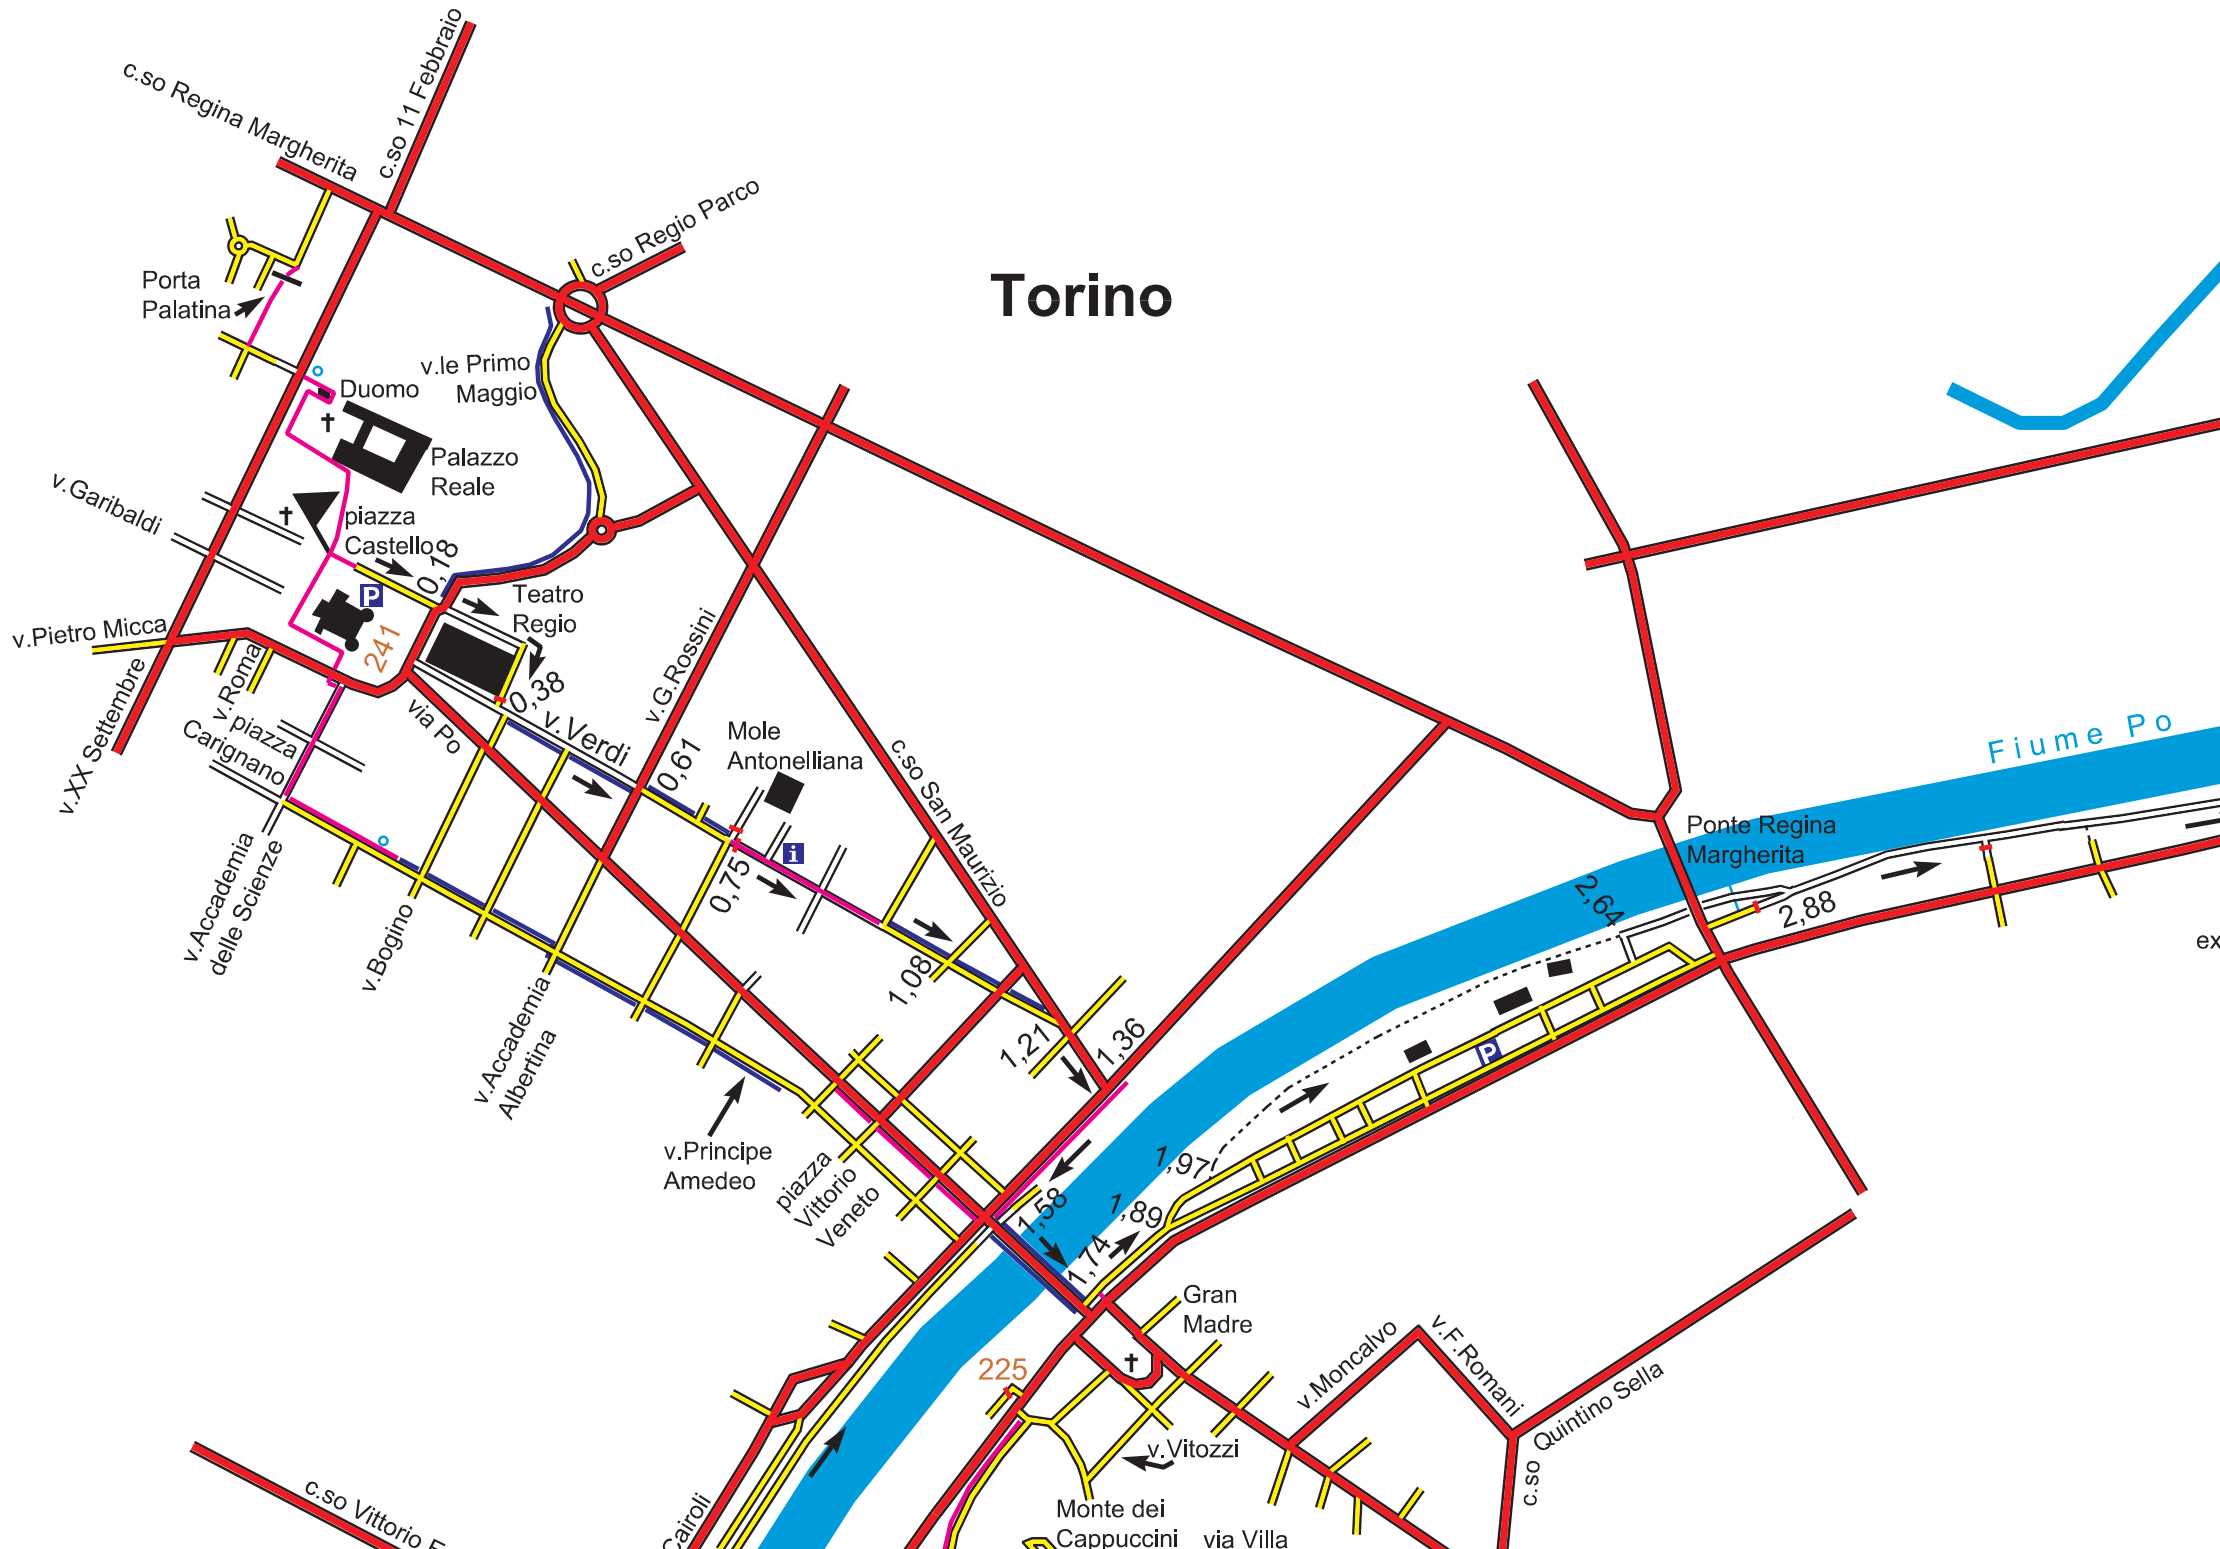 c.so Regina Margherita
c.so 11 Febbraio
c.so Regio Parco
Porta
Palatina
Torino
v.le Primo
Maggio
Duomo
Palazzo
Reale
v.Garibaldi
piazza
Castello
0,18
P
Teatro
Regio
v.Pietro Micca
241
v.Roma
0,38
v.Verdi
via Po
v.G.Rossini
v.XX Settembre
piazza
Carignano
Mole
Antonelliana
0,61
c.so San Maurizio
Fiume Po
Ponte Regina
Margherita
v.Accademia
delle Scienze
0,75
i
2,64
2,88
v.Bogino
1,08
ex
v.Accademia
Albertina
1,21
1,36
P
v.Principe
Amedeo
piazza
Vittorio
Veneto
1,97
1,58
1,89
1,74
Gran
Madre
225
v.Moncalvo
v.F.Romani
c.so Quintino Sella
v.Vitozzi
c.so Vittorio E
Cairoli
Monte dei
Cappuccini
via Villa